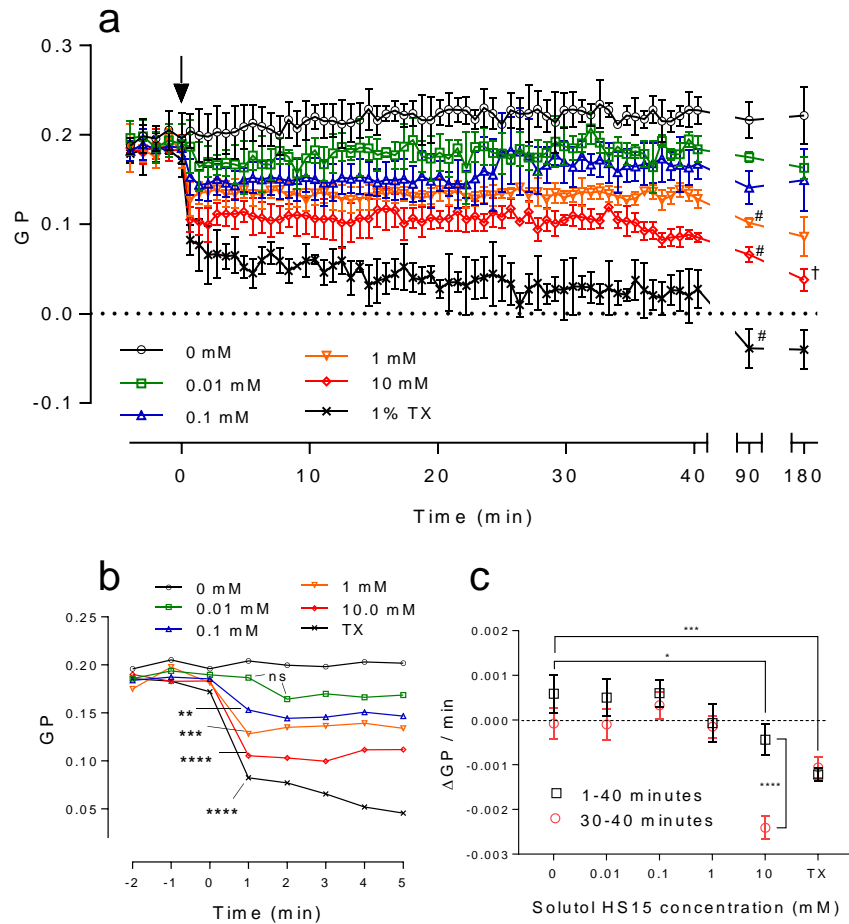 a
0.3
0.2
0.1
0.0
-0.1
GP
#
#
†
#
0 mM
0.01 mM
0.1 mM
1 mM
10 mM
1% TX
0 10 20 30 40 90 180
Time (min)
b
0 mM
0.01 mM
0.1 mM
1 mM
10.0 mM
TX
0.25
0.20
0.15
0.10
0.05
GP
ns
**
***
****
****
-2 -1 0 1 2 3 4 5
Time (min)
c
0.002
0.001
0.000
-0.001
-0.002
-0.003
ΔGP / min
***
*
****
1-40 minutes
30-40 minutes
0 0.01 0.1 1 10 TX
Solutol HS15 concentration (mM)